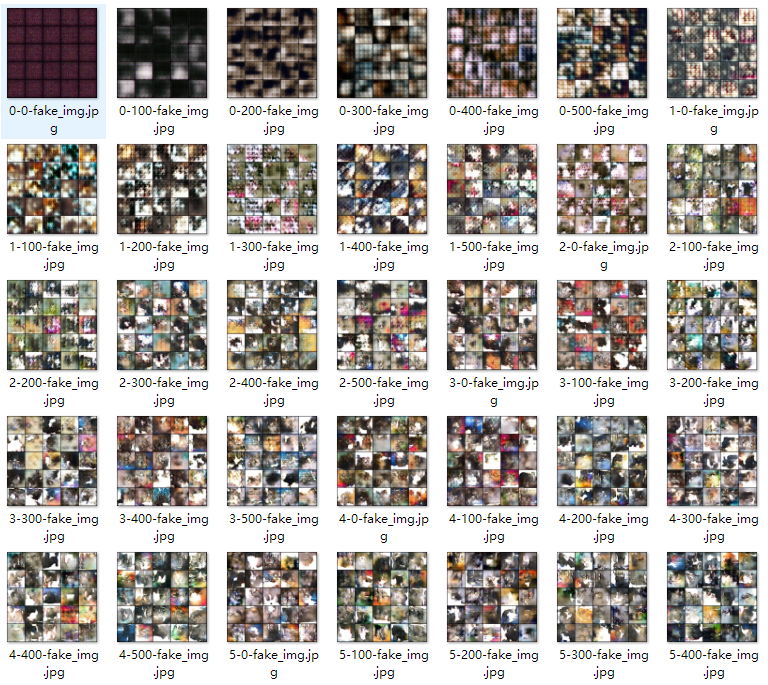 0-0-fake_img.jp
g
0-100-fake_img
.jpg
0-200-fake_img
.jpg
0-300-fake_img
.jpg
0-400-fake_img
.jpg
0-500-fake_img
.jpg
1-0-fake_img.jp
g
1-100-fake_img
.jpg
1-200-fake_img
.jpg
1-300-fake_img
.jpg
1-400-fake_img
.jpg
1-500-fake_img
.jpg
2-0-fake_img.jp
g
2-100-fake_img
.jpg
2-200-fake_img
.jpg
2-300-fake_img
.jpg
2-400-fake_img
.jpg
2-500-fake_img
.jpg
3-0-fake_img.jp
g
3-100-fake_img
.jpg
3-200-fake_img
.jpg
3-300-fake_img
.jpg
3-400-fake_img
.jpg
3-500-fake_img
.jpg
4-0-fake_img.jp
g
4-100-fake_img
.jpg
4-200-fake_img
.jpg
4-300-fake_img
.jpg
4-400-fake_img
.jpg
4-500-fake_img
.jpg
5-0-fake_img.jp
g
5-100-fake_img
.jpg
5-200-fake_img
.jpg
5-300-fake_img
.jpg
5-400-fake_img
.jpg